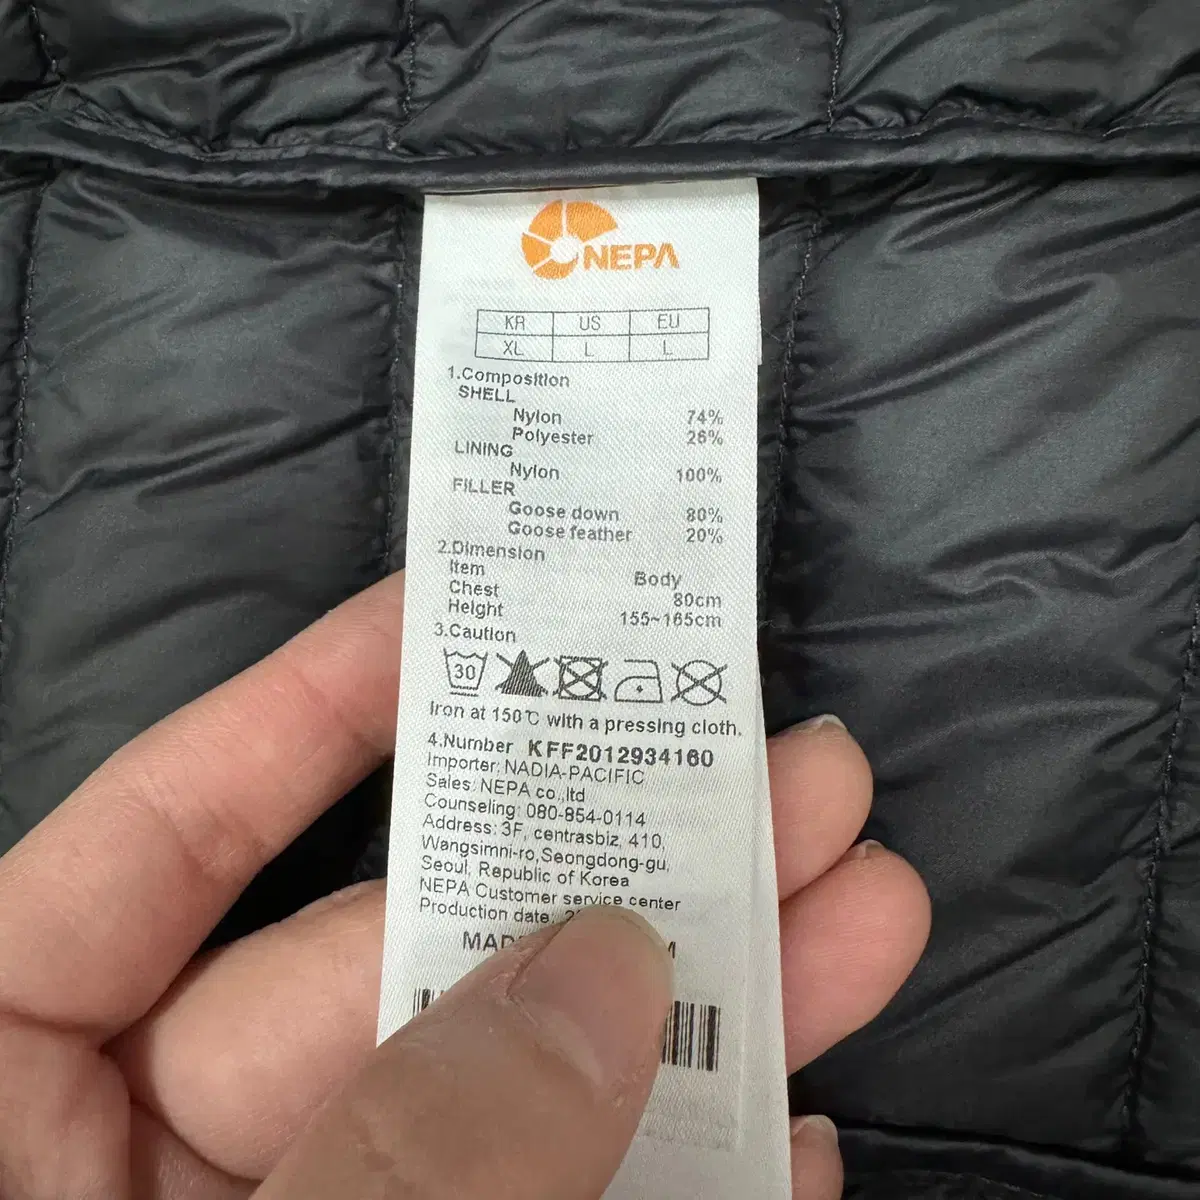 NEPA
KR US EU
XL L L
1.Composition
SHELL
Nylon 74%
Polyester 26%
LINING
Nylon 100%
FILLER
Goose down 80%
Goose feather 20%
2.Dimension
Item Body
Chest 80cm
Height 155~165cm
3.Caution
30
Iron at 150℃ with a pressing cloth.
4.Number KFF2012934160
Importer: NADIA-PACIFIC
Sales: NEPA co.,ltd
Counseling: 080-854-0114
Address: 3F, centrasbiz, 410,
Wangsimni-ro,Seongdong-gu,
Seoul, Republic of Korea
NEPA Customer service center
Production date: